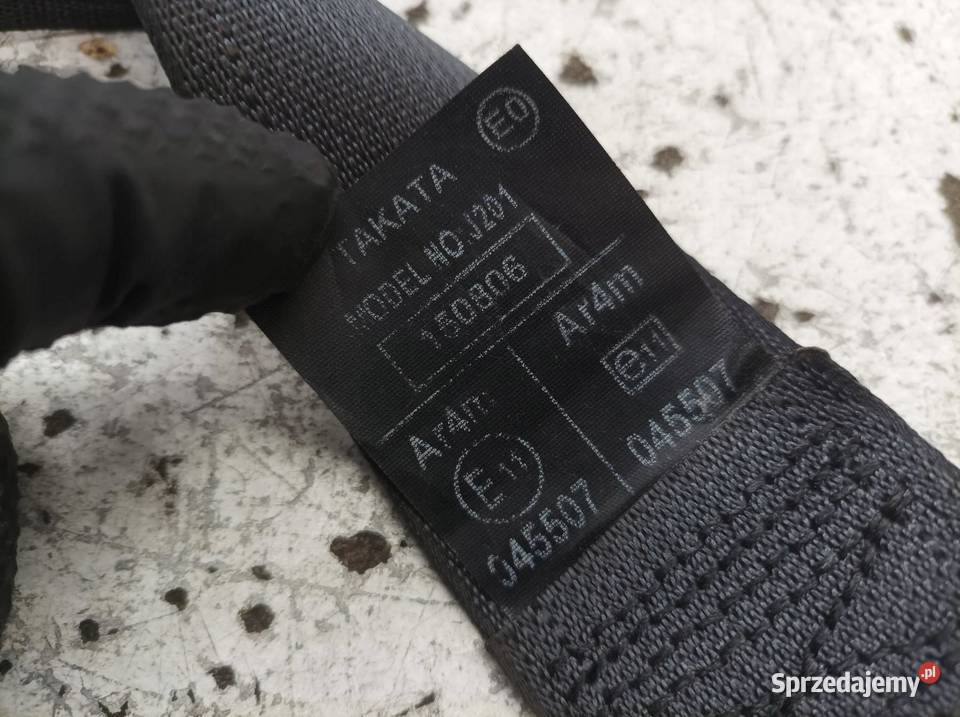 E0
TAKATA
MODEL NO.J201
150806
Ar4m
E11
045507
Ar4m
e11
045507
Sprzedajemy.pl